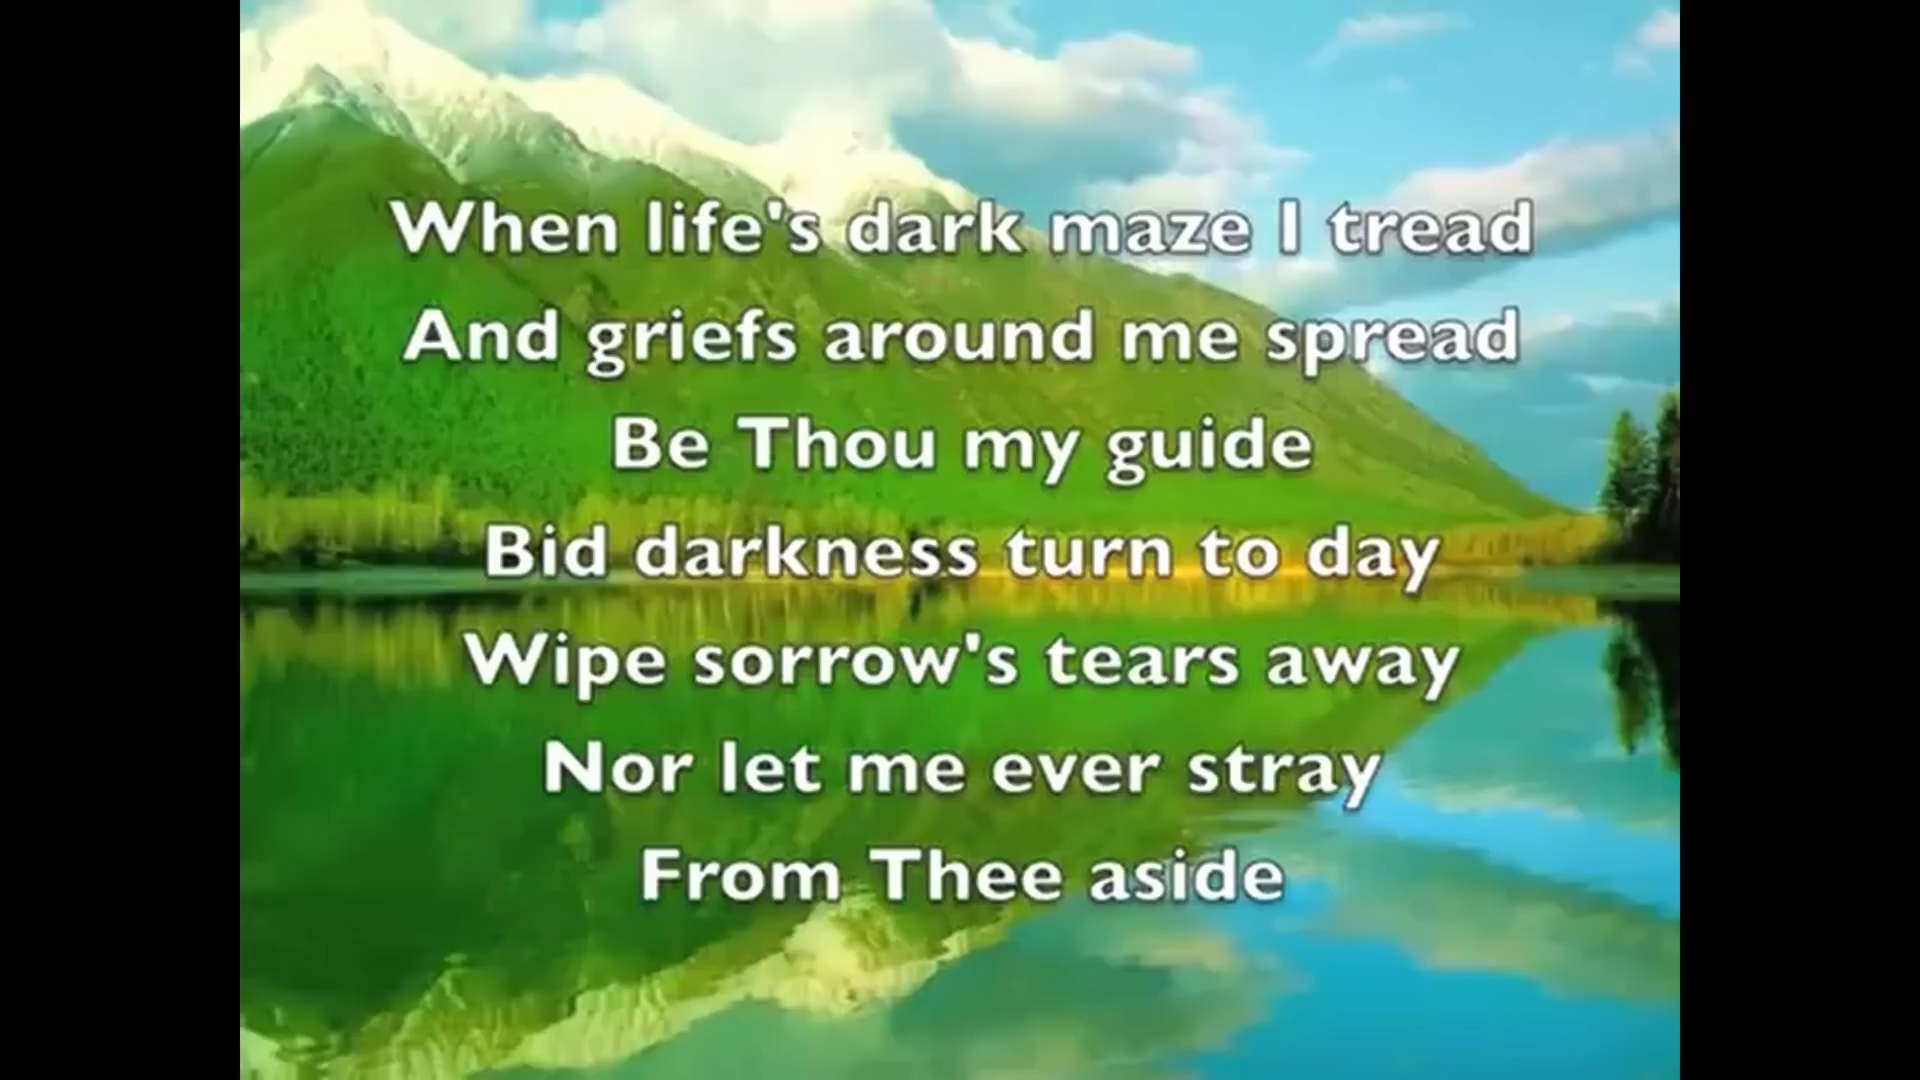 When life's dark maze I tread
And griefs around me spread
Be Thou my guide
Bid darkness turn to day
Wipe sorrow's tears away
Nor let me ever stray
From Thee aside